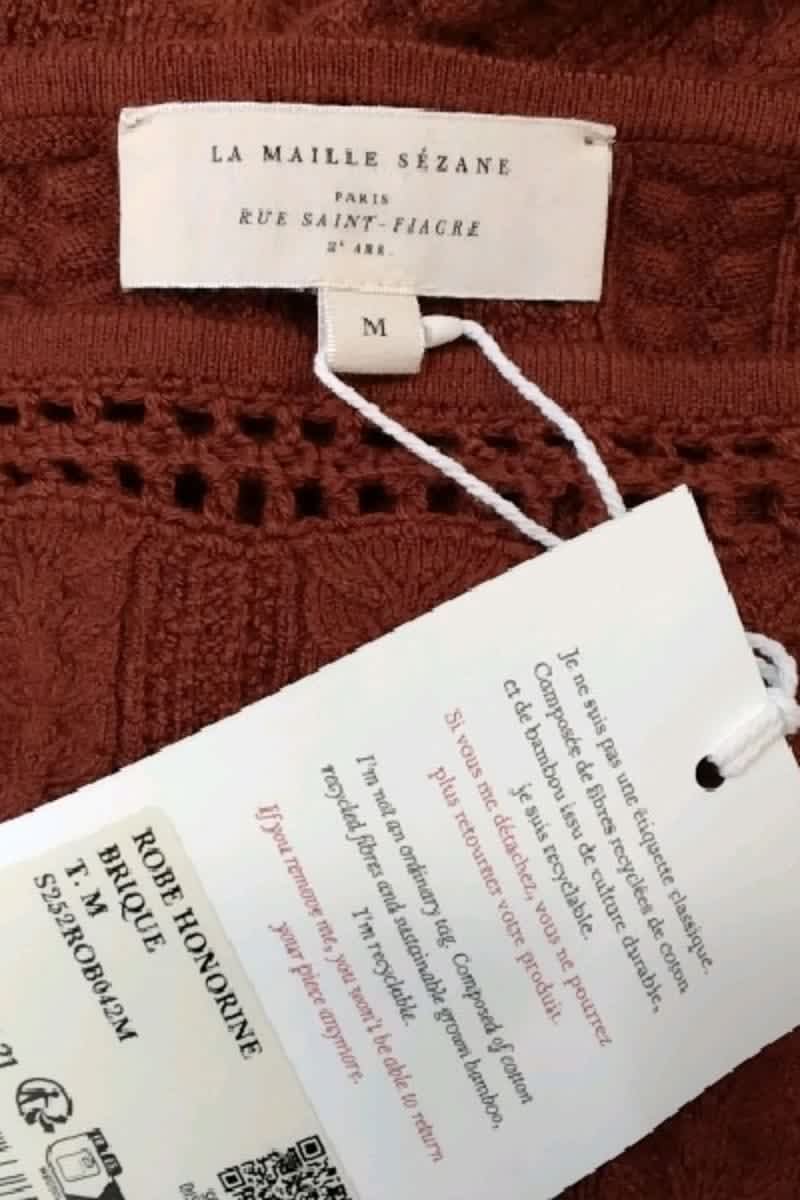 LA MAILLE SÉZANE
PARIS
RUE SAINT-FIACRE
2ᵉ ARR.
M
Je ne suis pas une étiquette classique.
Composée de fibres recyclées de coton
et de bambou issu de culture durable,
je suis recyclable.
Si vous me détachez, vous ne pourrez
plus retourner votre produit.
I'm not an ordinary tag. Composed of cotton
recycled fibres and sustainable grown bamboo,
I'm recyclable.
If you remove me, you won't be able to return
your piece anymore.
ROBE HONORINE
BRIQUE
T. M
S252ROB042M
21